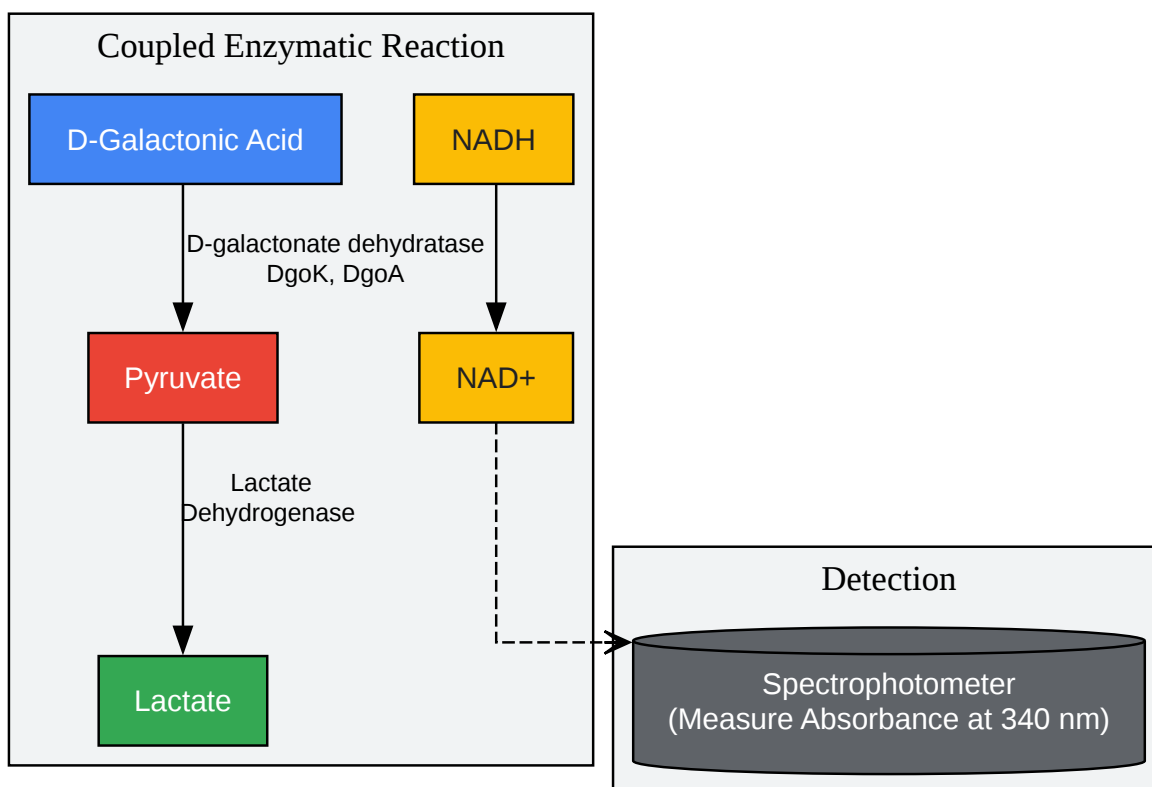 Coupled Enzymatic Reaction
D-Galactonic Acid
NADH
D-galactonate dehydratase
DgoK, DgoA
Pyruvate
NAD+
Lactate
Dehydrogenase
Lactate
Detection
Spectrophotometer
(Measure Absorbance at 340 nm)